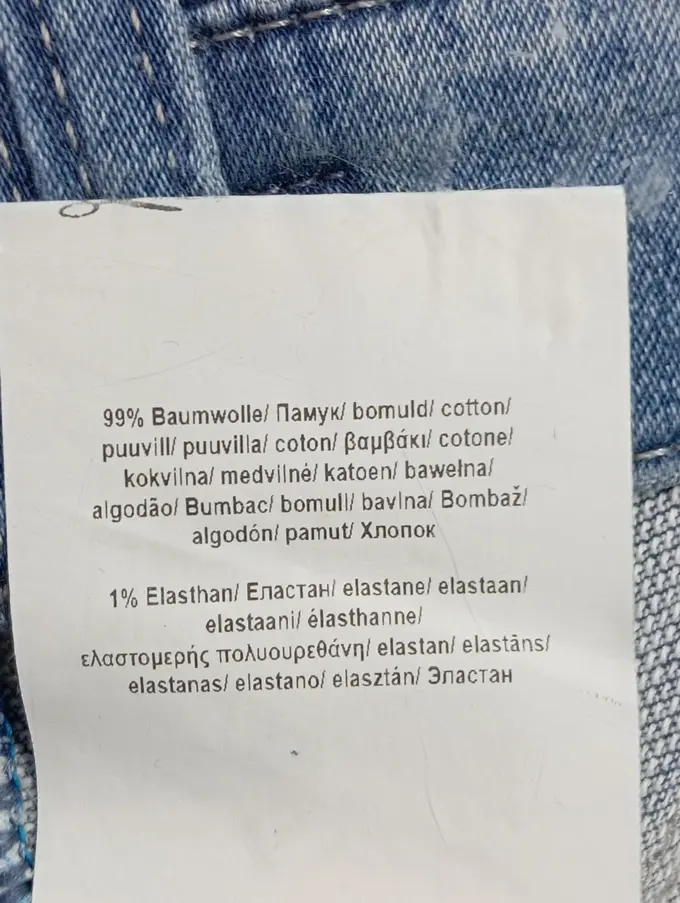 99% Baumwolle/ Памук/ bomuld/ cotton/
puuvill/ puuvilla/ coton/ βαμβάκι/ cotone/
kokvilna/ medvilnė/ katoen/ bawełna/
algodão/ Bumbac/ bomull/ bavlna/ Bombaž/
algodón/ pamut/ Хлопок
1% Elasthan/ Еластан/ elastane/ elastaan/
elastaani/ élasthanne/
ελαστομερής πολυουρεθάνη/ elastan/ elastāns/
elastanas/ elastano/ elasztán/ Эластан